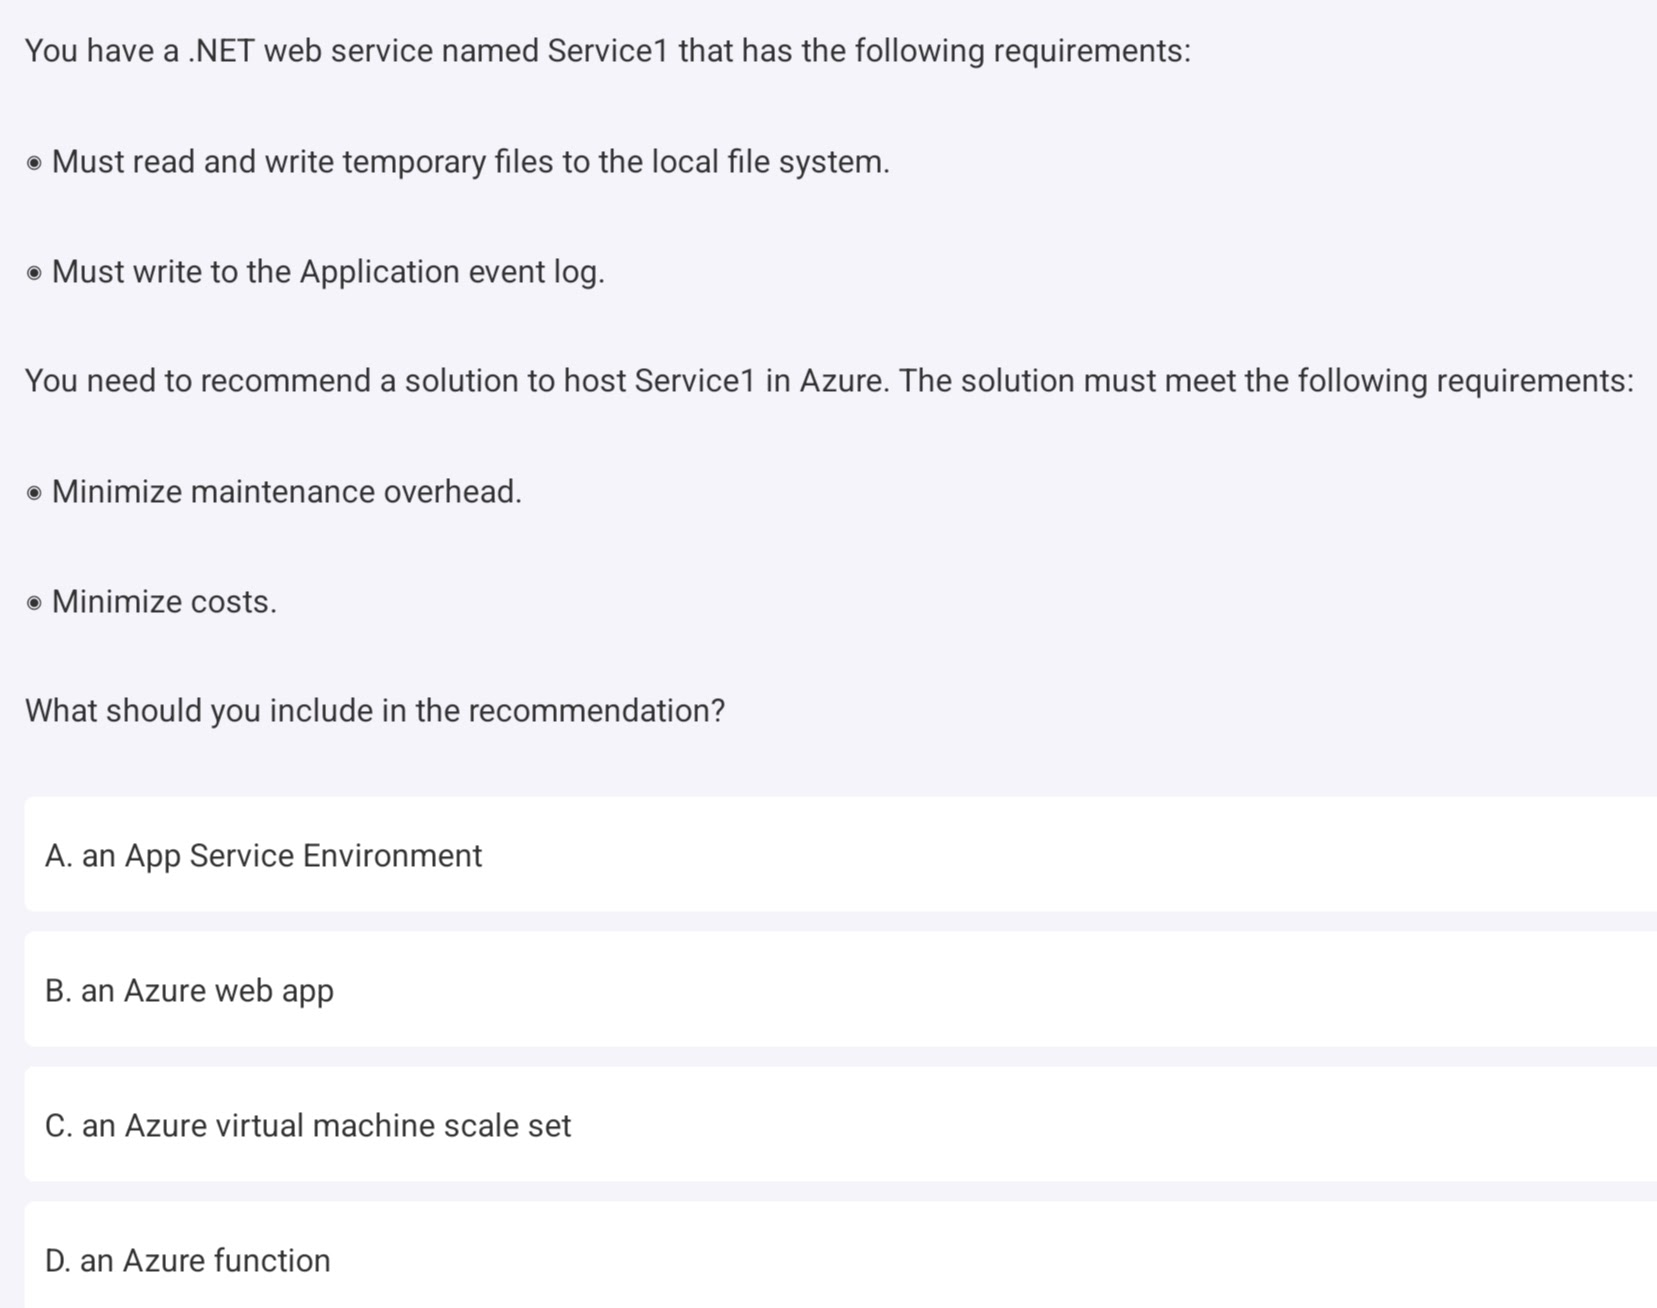 You have a .NET web service named Service1 that has the following requirements:
◉ Must read and write temporary files to the local file system.
◉ Must write to the Application event log.
You need to recommend a solution to host Service1 in Azure. The solution must meet the following requirements:
◉ Minimize maintenance overhead.
◉ Minimize costs.
What should you include in the recommendation?
A. an App Service Environment
B. an Azure web app
C. an Azure virtual machine scale set
D. an Azure function